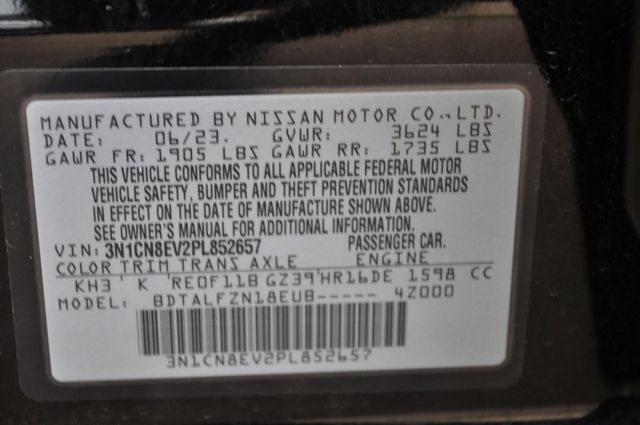 MANUFACTURED BY NISSAN MOTOR CO., LTD.
DATE: 06/23. GVWR: 3624 LBS
GAWR FR: 1905 LBS GAWR RR: 1735 LBS
THIS VEHICLE CONFORMS TO ALL APPLICABLE FEDERAL MOTOR
VEHICLE SAFETY, BUMPER AND THEFT PREVENTION STANDARDS
IN EFFECT ON THE DATE OF MANUFACTURE SHOWN ABOVE.
SEE OWNER'S MANUAL FOR ADDITIONAL INFORMATION.
VIN: 3N1CN8EV2PL852657 PASSENGER CAR.
COLOR TRIM TRANS AXLE ENGINE
KH3 K RE0F11B GZ39 HR16DE 1598 CC
MODEL: BDTALFZN18EUB----- 4Z000
3N1CN8EV2PL852657